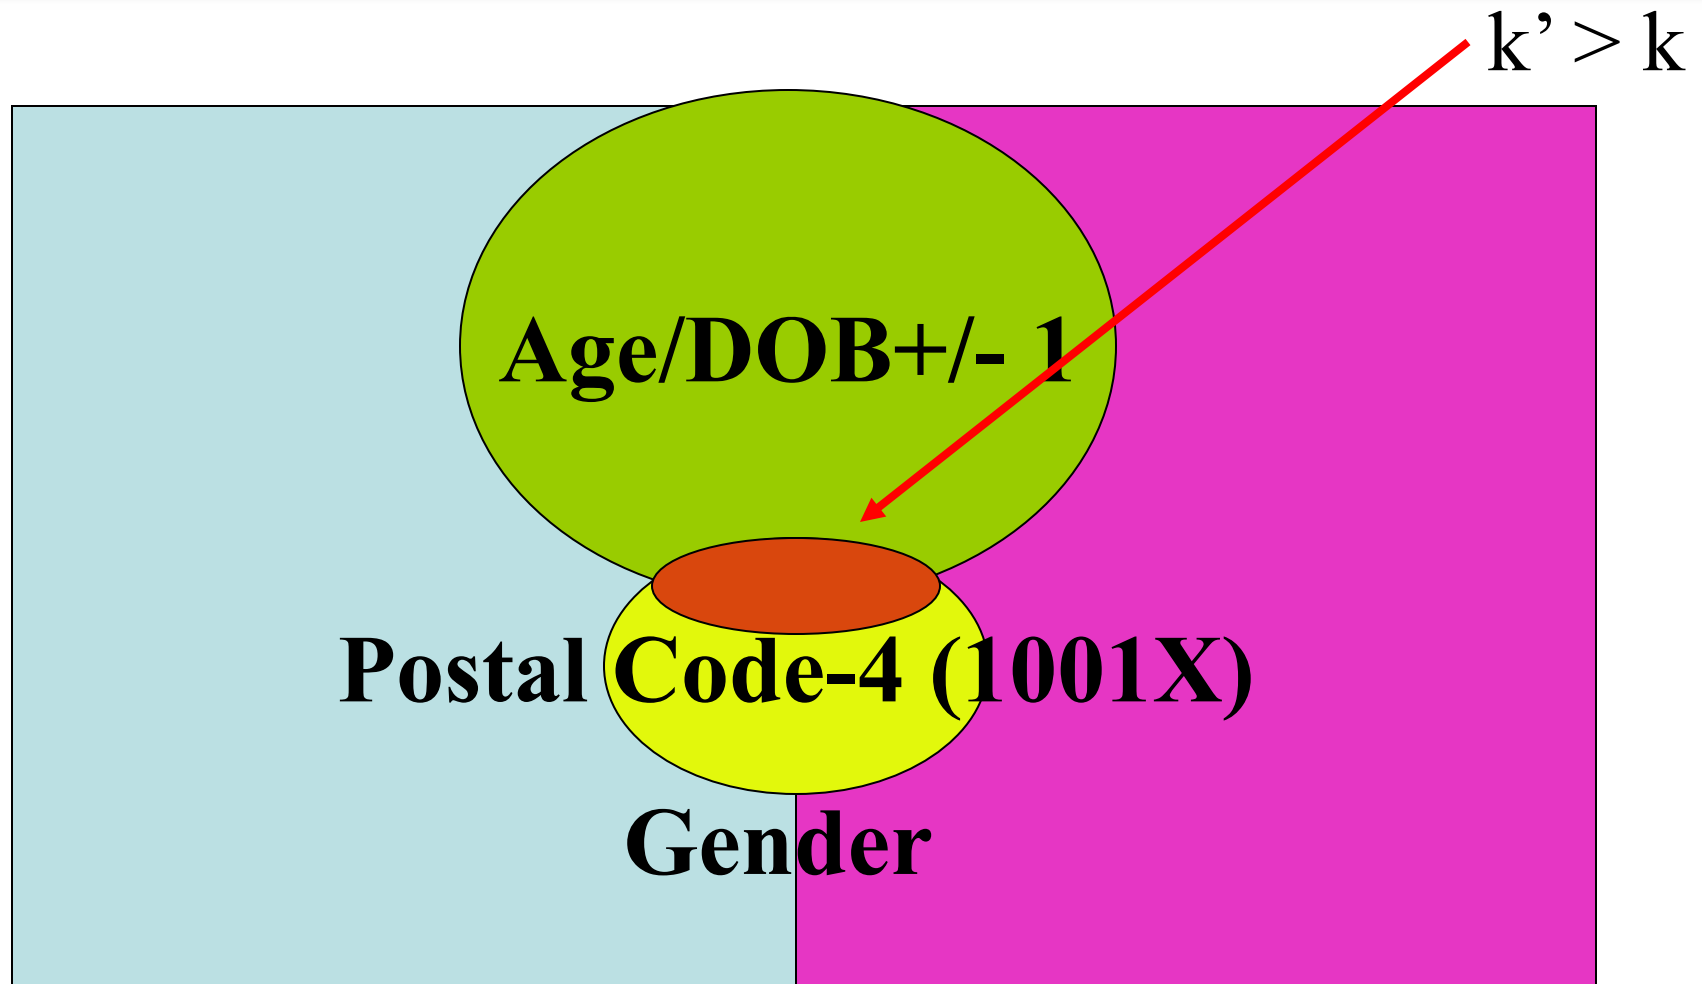 k’ > k
Age/DOB+/- 1
Postal Code-4 (1001X)
Gender